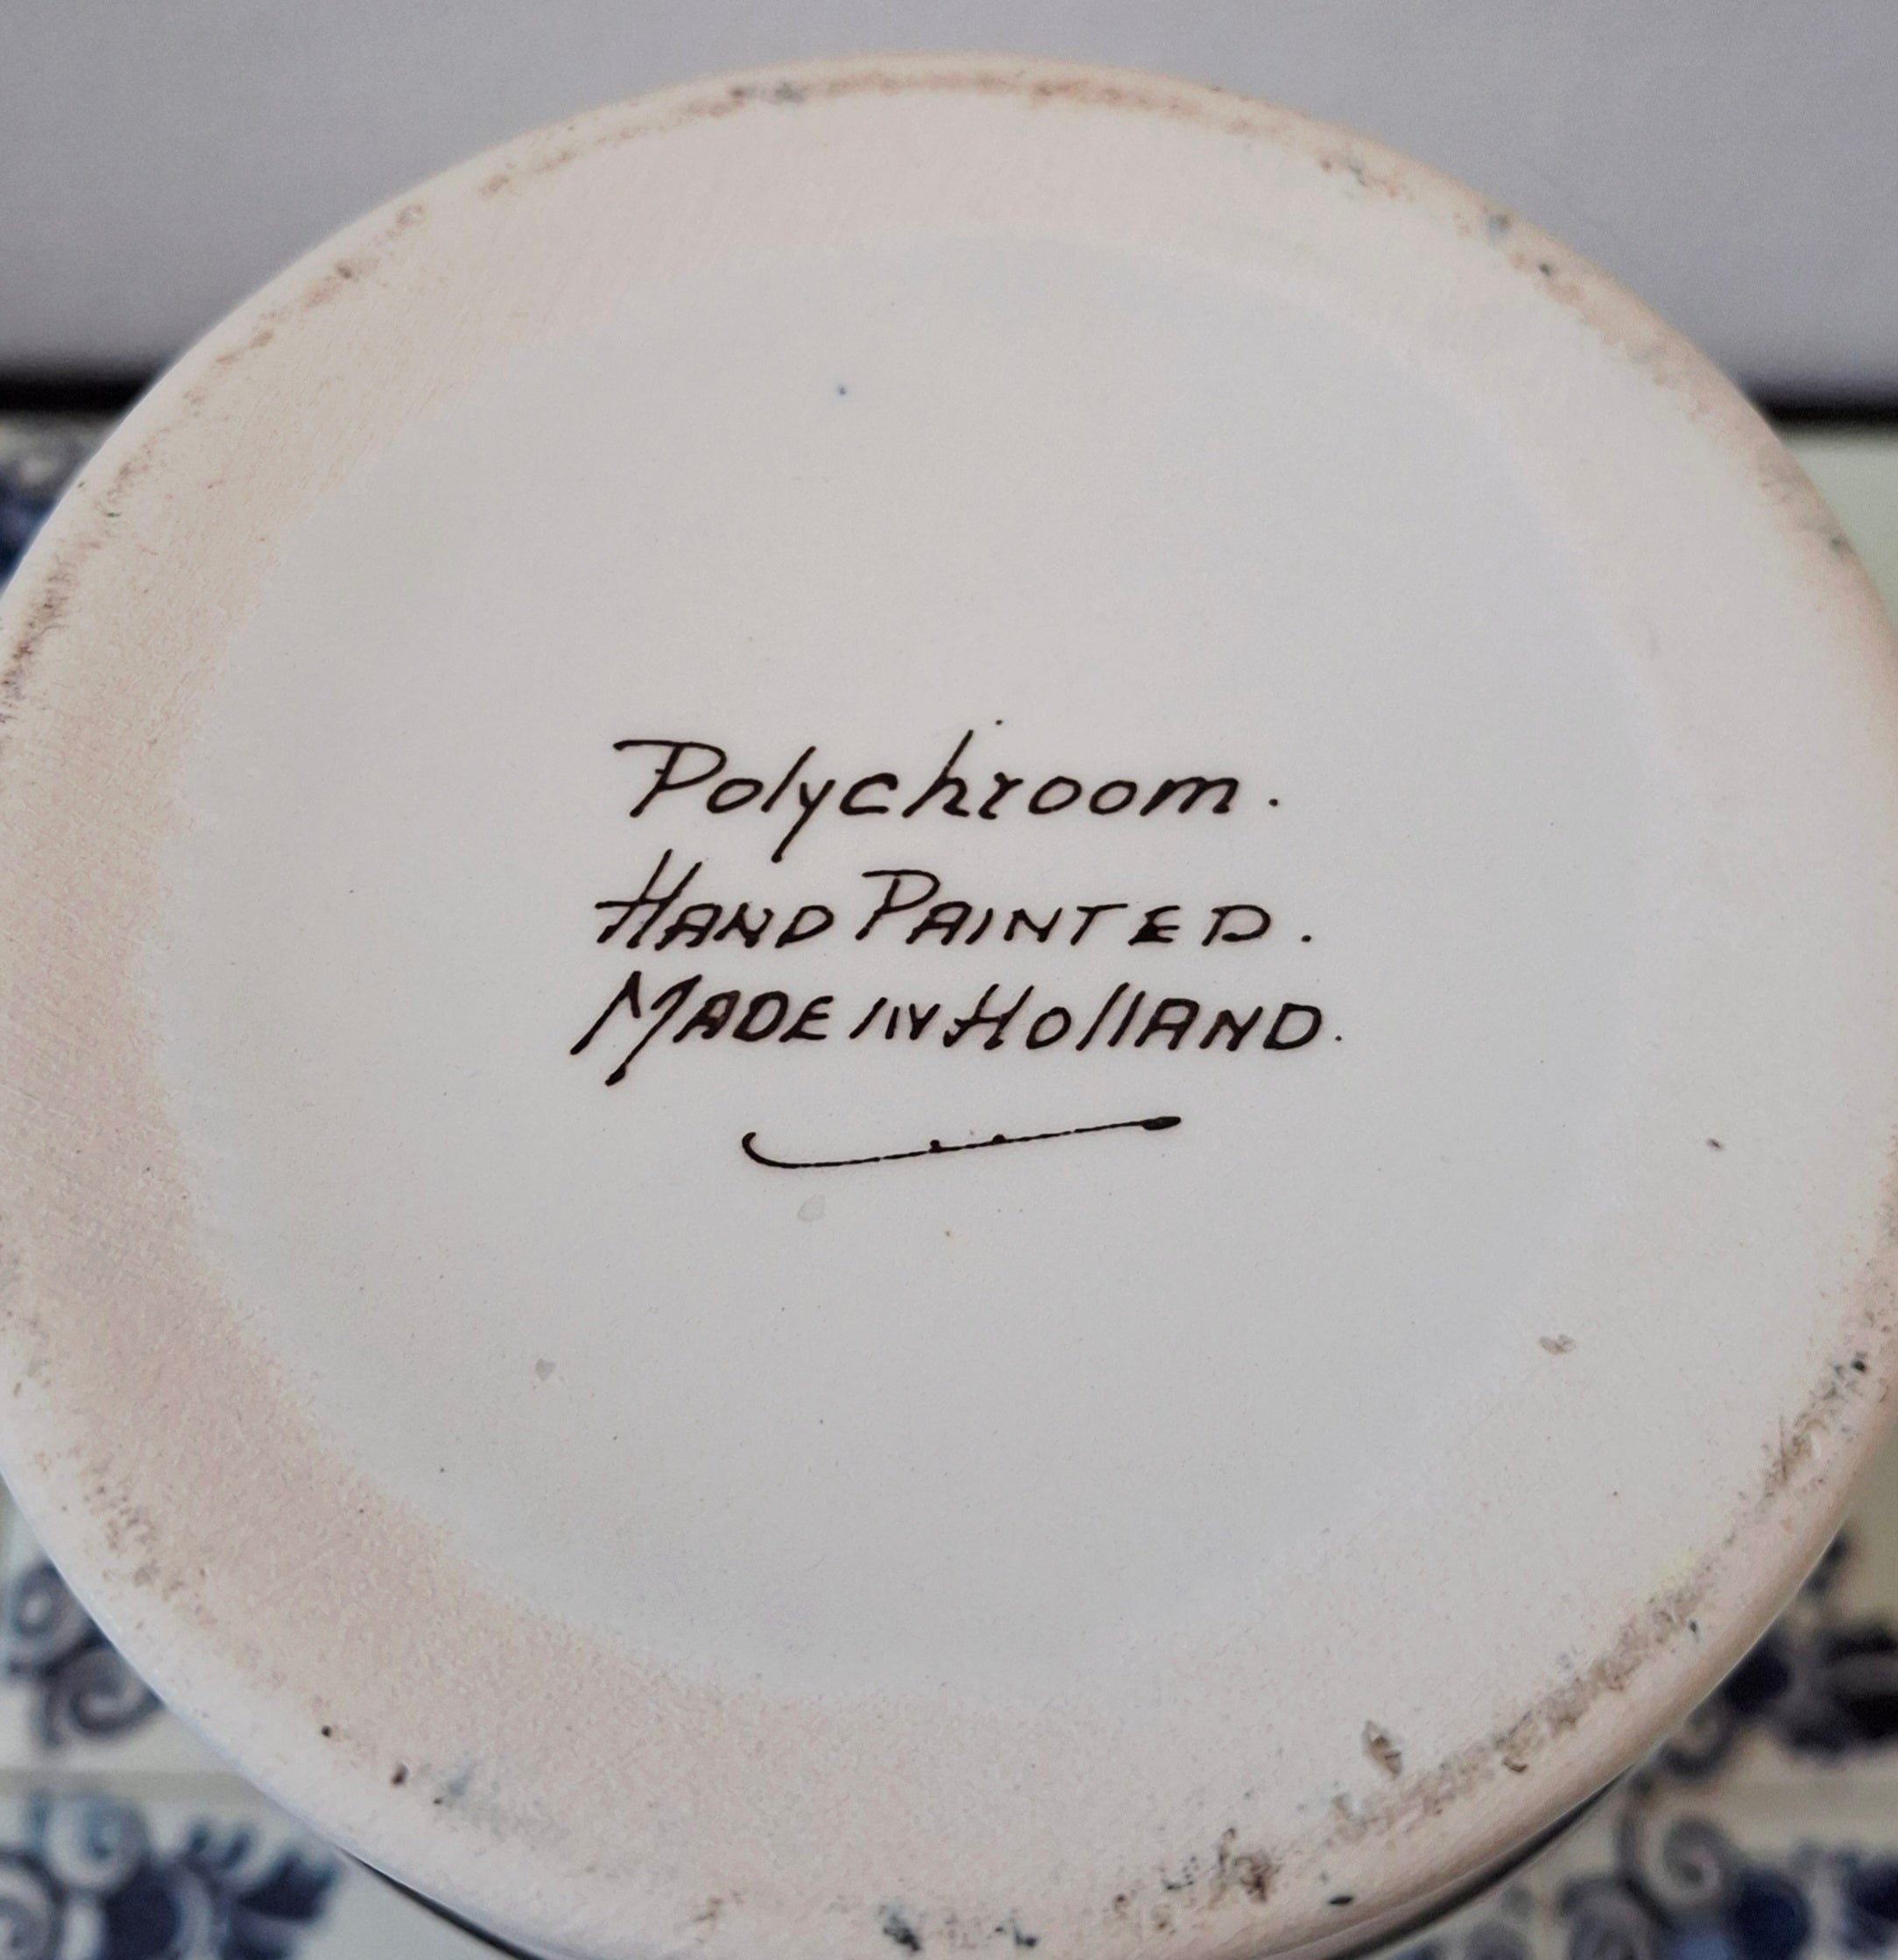 Polychroom.
HAND PAINTED.
MADE IN HollAND.